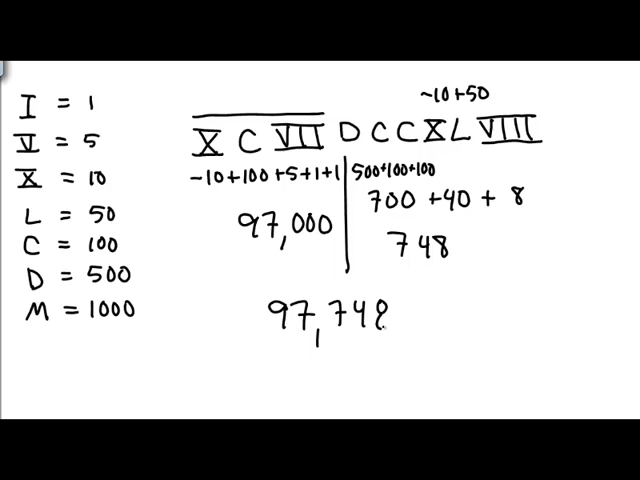 I = 1
V = 5
X = 10
L = 50
C = 100
D = 500
M = 1000
-10+50
XCVII DCCXLVIII
-10+100+5+1+1 500+100+100
700 +40 + 8
97,000
748
97,748